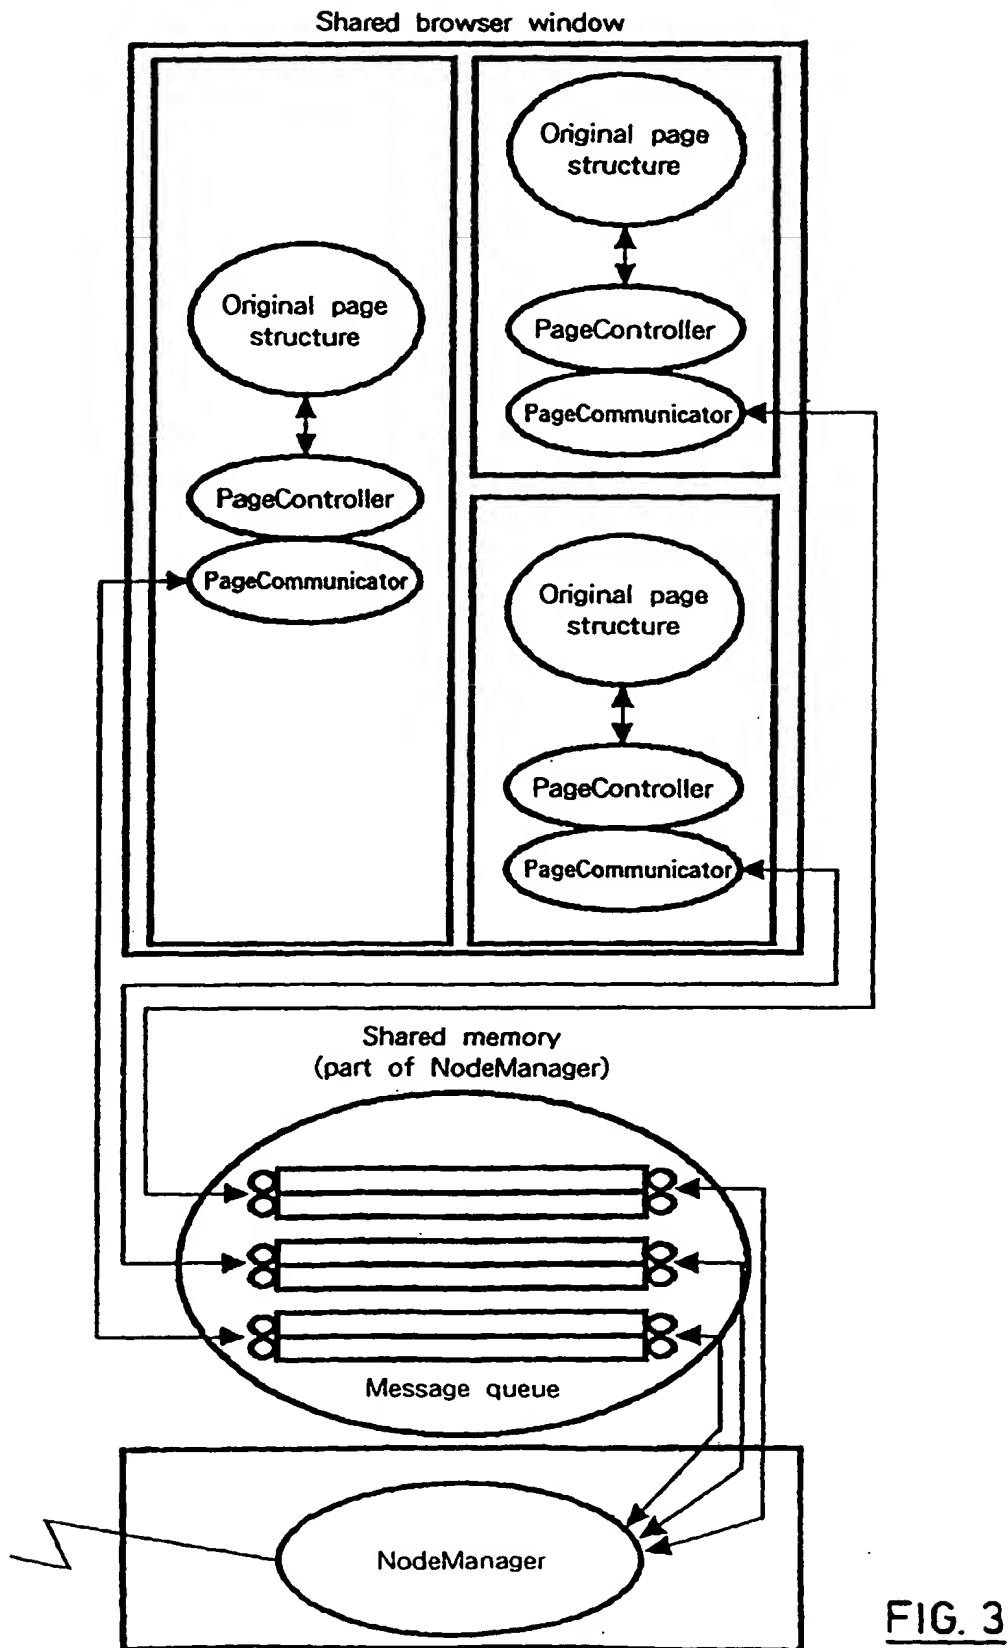 Shared browser window
Original page
structure
PageController
PageCommunicator
Original page
structure
PageController
PageCommunicator
Original page
structure
PageController
PageCommunicator
Shared memory
(part of NodeManager)
Message queue
NodeManager
FIG. 3